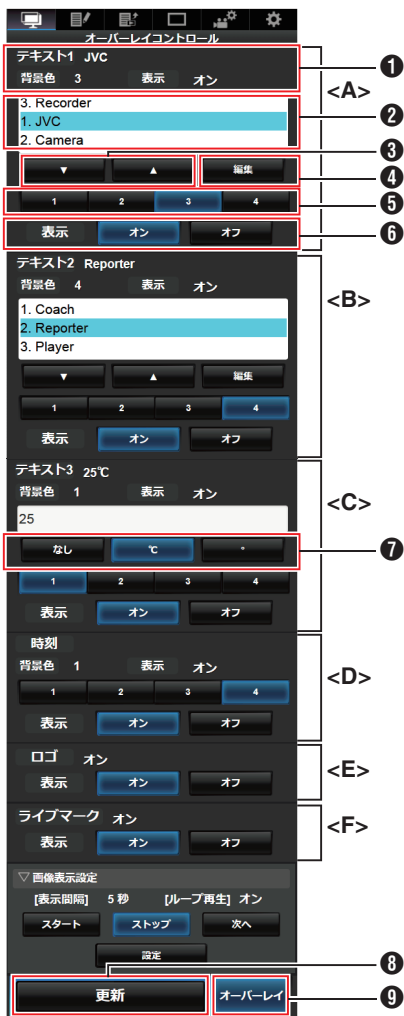 オーバーレイコントロール
テキスト1 JVC
背景色 3 表示 オン
❶
<A>
3. Recorder
1. JVC
2. Camera
❷
▼ ▲ 編集
❸
❹
1 2 3 4
❺
表示 オン オフ
❻
テキスト2 Reporter
背景色 4 表示 オン
<B>
1. Coach
2. Reporter
3. Player
▼ ▲ 編集
1 2 3 4
表示 オン オフ
テキスト3 25℃
背景色 1 表示 オン
<C>
25
なし ℃ °
❼
1 2 3 4
表示 オン オフ
時刻
背景色 1 表示 オン
<D>
1 2 3 4
表示 オン オフ
ロゴ オン
<E>
表示 オン オフ
ライブマーク オン
<F>
表示 オン オフ
▽ 画像表示設定
[表示間隔] 5 秒 [ループ再生] オン
スタート ストップ 次へ
設定
❽
更新 オーバーレイ
❾